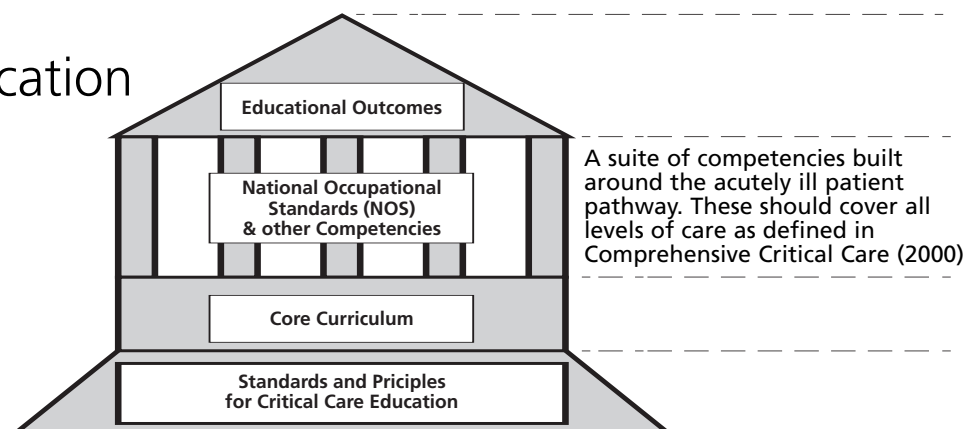 cation
Educational Outcomes
National Occupational
Standards (NOS)
& other Competencies
A suite of competencies built
around the acutely ill patient
pathway. These should cover all
levels of care as defined in
Comprehensive Critical Care (2000)
Core Curriculum
Standards and Priciples
for Critical Care Education